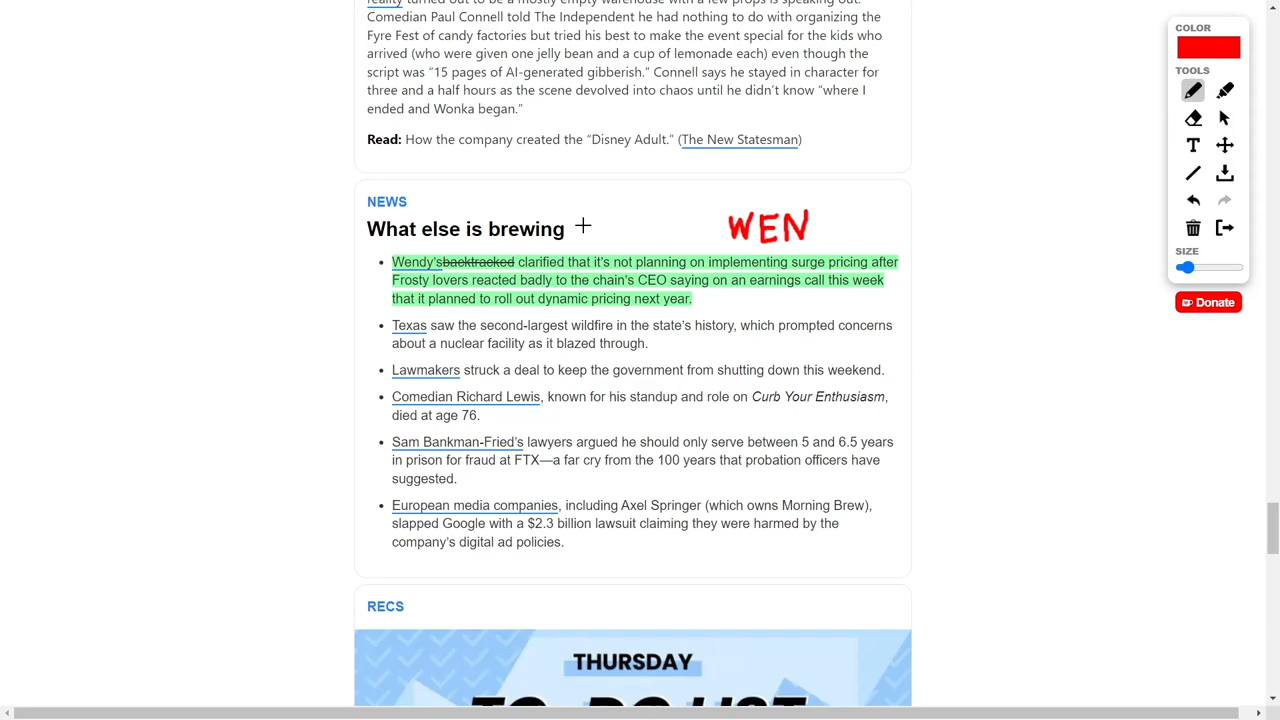 reality turned out to be a mostly empty warehouse with a few props is speaking out.
Comedian Paul Connell told The Independent he had nothing to do with organizing the
Fyre Fest of candy factories but tried his best to make the event special for the kids who
arrived (who were given one jelly bean and a cup of lemonade each) even though the
script was “15 pages of AI-generated gibberish.” Connell says he stayed in character for
three and a half hours as the scene devolved into chaos until he didn’t know “where I
ended and Wonka began.”
Read: How the company created the “Disney Adult.” (The New Statesman)
NEWS
What else is brewing
WEN
Wendy’sbacktracked clarified that it’s not planning on implementing surge pricing after
Frosty lovers reacted badly to the chain’s CEO saying on an earnings call this week
that it planned to roll out dynamic pricing next year.
Texas saw the second-largest wildfire in the state’s history, which prompted concerns
about a nuclear facility as it blazed through.
Lawmakers struck a deal to keep the government from shutting down this weekend.
Comedian Richard Lewis, known for his standup and role on Curb Your Enthusiasm,
died at age 76.
Sam Bankman-Fried’s lawyers argued he should only serve between 5 and 6.5 years
in prison for fraud at FTX—a far cry from the 100 years that probation officers have
suggested.
European media companies, including Axel Springer (which owns Morning Brew),
slapped Google with a $2.3 billion lawsuit claiming they were harmed by the
company’s digital ad policies.
RECS
THURSDAY
TO-DO LIST
COLOR
TOOLS
T
SIZE
Donate